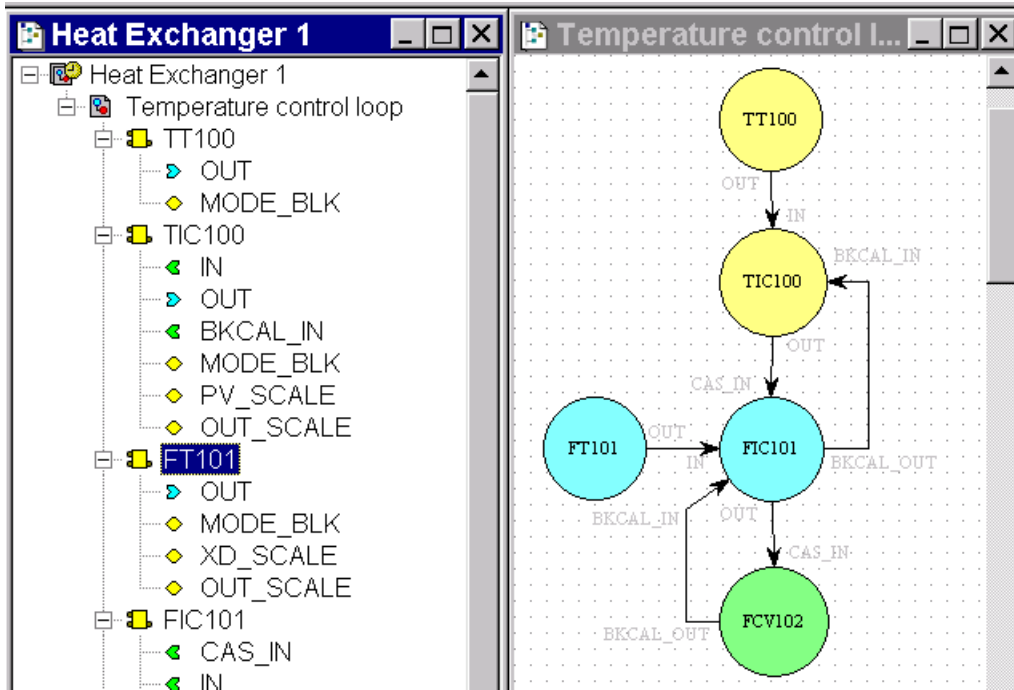 Heat Exchanger 1
Heat Exchanger 1
Temperature control loop
TT100
OUT
MODE_BLK
TIC100
IN
OUT
BKCAL_IN
MODE_BLK
PV_SCALE
OUT_SCALE
FT101
OUT
MODE_BLK
XD_SCALE
OUT_SCALE
FIC101
CAS_IN
IN
Temperature control l...
TT100
OUT
IN
BKCAL_IN
TIC100
OUT
CAS_IN
FT101
OUT
IN
FIC101
BKCAL_OUT
BKCAL_IN
OUT
CAS_IN
FCV102
BKCAL_OUT